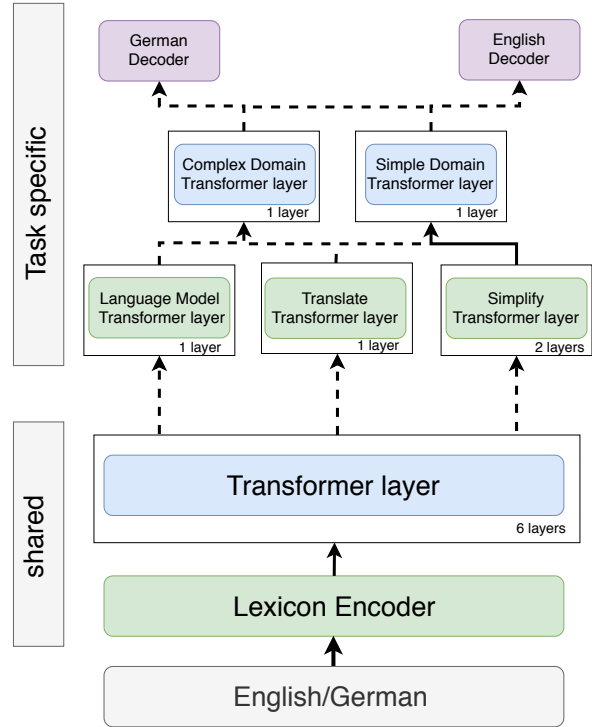 German
Decoder
English
Decoder
Task specific
Complex Domain
Transformer layer
1 layer
Simple Domain
Transformer layer
1 layer
Language Model
Transformer layer
1 layer
Translate
Transformer layer
1 layer
Simplify
Transformer layer
2 layers
shared
Transformer layer
6 layers
Lexicon Encoder
English/German